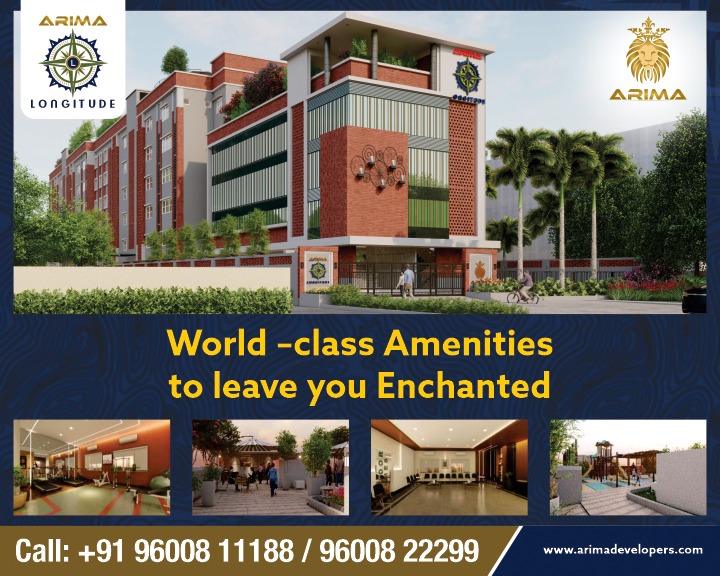 ARIMA
L
LONGITUDE
ARIMA
ARIMA
World –class Amenities
to leave you Enchanted
Call: +91 96008 11188 / 96008 22299
www.arimadevelopers.com